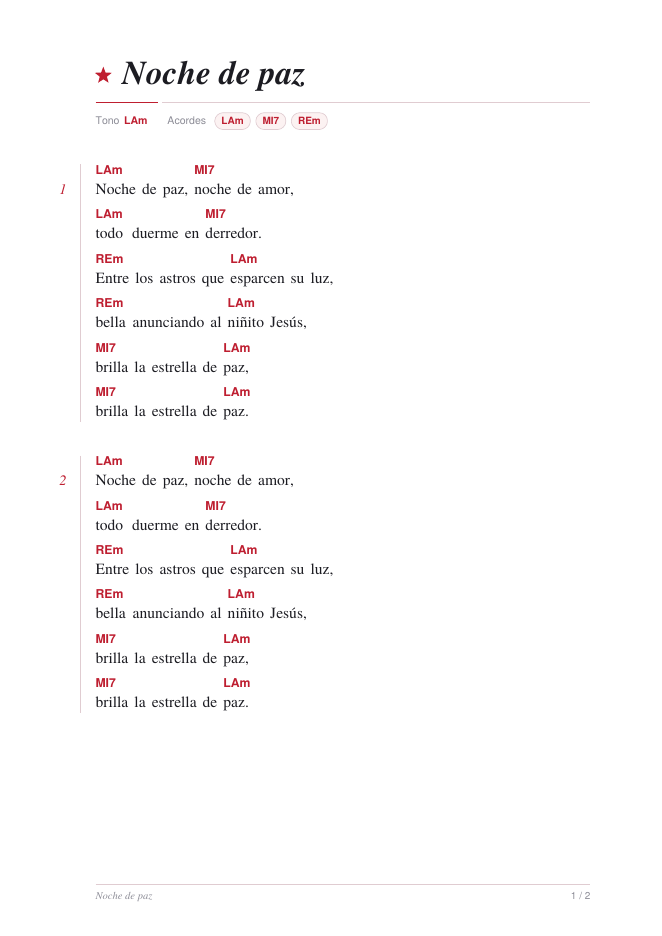 ★ Noche de paz
Tono LAm Acordes LAm MI7 REm
LAm MI7
1 Noche de paz, noche de amor,
LAm MI7
todo duerme en derredor.
REm LAm
Entre los astros que esparcen su luz,
REm LAm
bella anunciando al niñito Jesús,
MI7 LAm
brilla la estrella de paz,
MI7 LAm
brilla la estrella de paz.
LAm MI7
2 Noche de paz, noche de amor,
LAm MI7
todo duerme en derredor.
REm LAm
Entre los astros que esparcen su luz,
REm LAm
bella anunciando al niñito Jesús,
MI7 LAm
brilla la estrella de paz,
MI7 LAm
brilla la estrella de paz.
Noche de paz 1 / 2